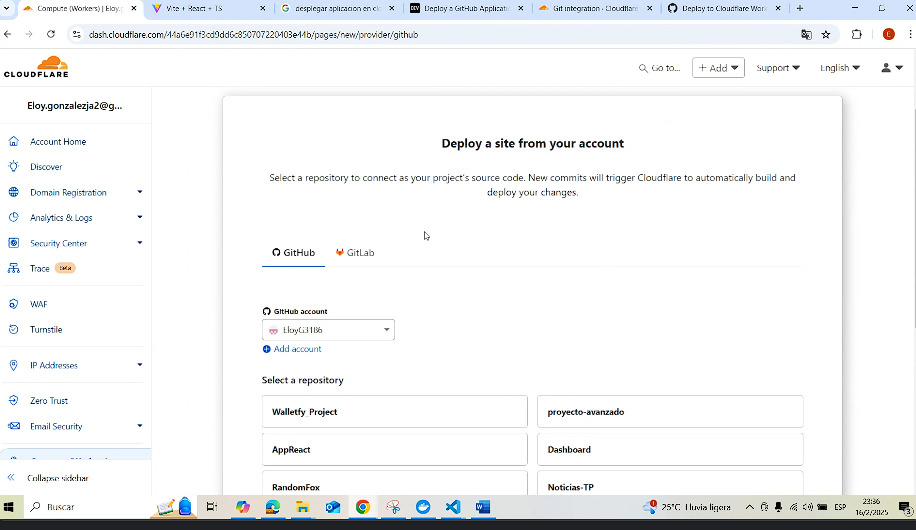 Compute (Workers) | Eloy.g
Vite + React + TS
desplegar aplicacion en clo
Deploy a GitHub Applicatio
Git integration · Cloudflare
Deploy to Cloudflare Work
dash.cloudflare.com/44a6e91f3cd9dd6c850707220403e44b/pages/new/provider/github
CLOUDFLARE
Go to...
+ Add
Support
English
Eloy.gonzalezja2@g...
Account Home
Discover
Domain Registration
Analytics & Logs
Security Center
Trace beta
WAF
Turnstile
IP Addresses
Zero Trust
Email Security
Collapse sidebar
Deploy a site from your account
Select a repository to connect as your project's source code. New commits will trigger Cloudflare to automatically build and
deploy your changes.
GitHub
GitLab
GitHub account
EloyG3186
Add account
Select a repository
Walletfy_Project
proyecto-avanzado
AppReact
Dashboard
RandomFox
Noticias-TP
Buscar
25°C Lluvia ligera
ESP
23:36
16/2/2025